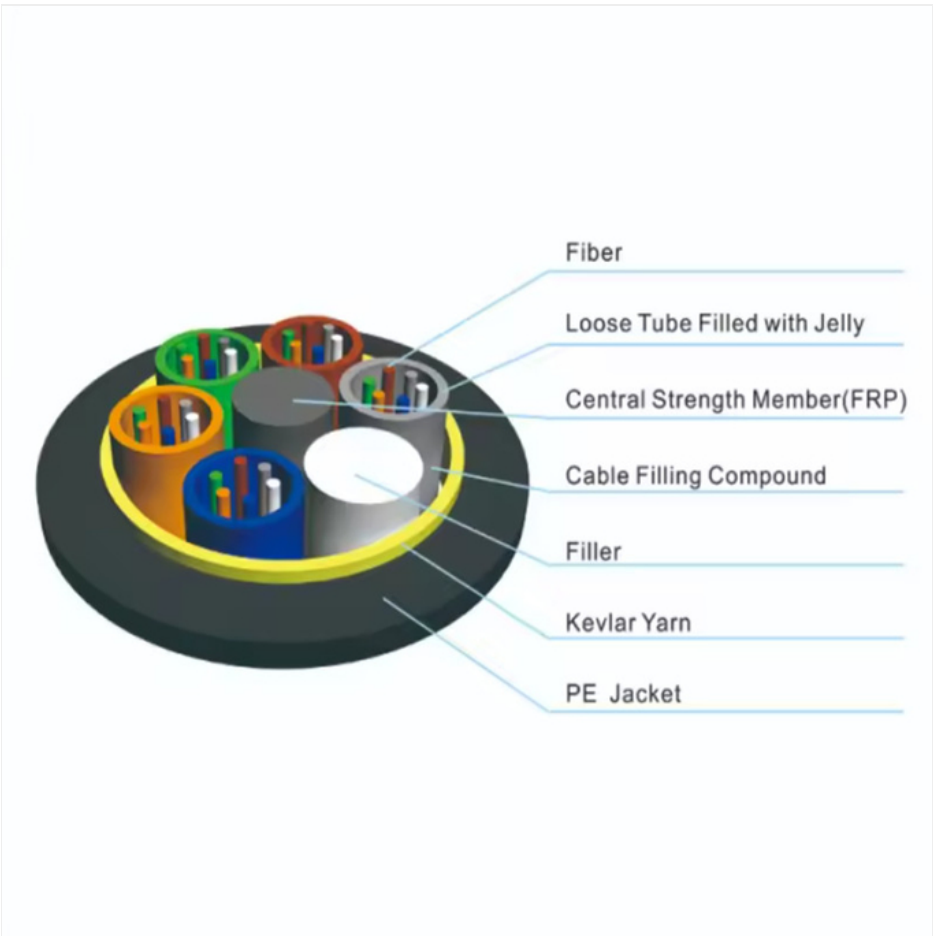 Fiber
Loose Tube Filled with Jelly
Central Strength Member(FRP)
Cable Filling Compound
Filler
Kevlar Yarn
PE Jacket